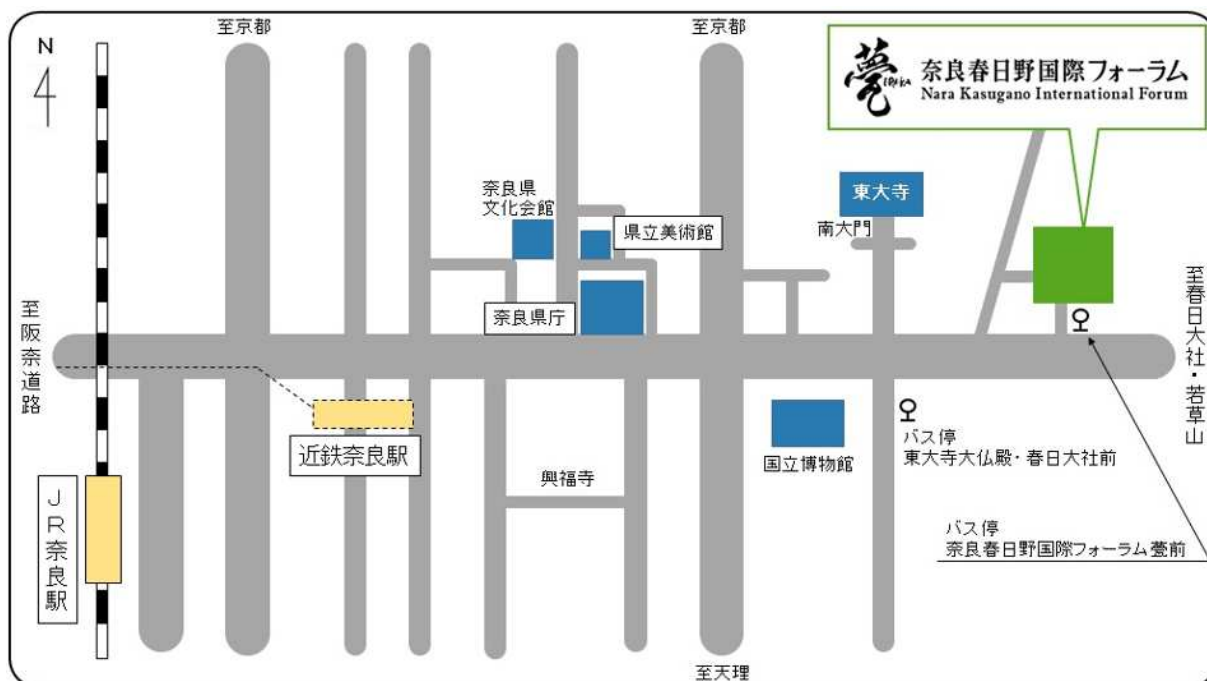 至京都
至京都
N
甍
IRAKA
奈良春日野国際フォーラム
Nara Kasugano International Forum
奈良県
文化会館
県立美術館
東大寺
南大門
奈良県庁
至阪奈道路
至春日大社・若草山
近鉄奈良駅
国立博物館
バス停
東大寺大仏殿・春日大社前
興福寺
JR奈良駅
バス停
奈良春日野国際フォーラム甍前
至天理